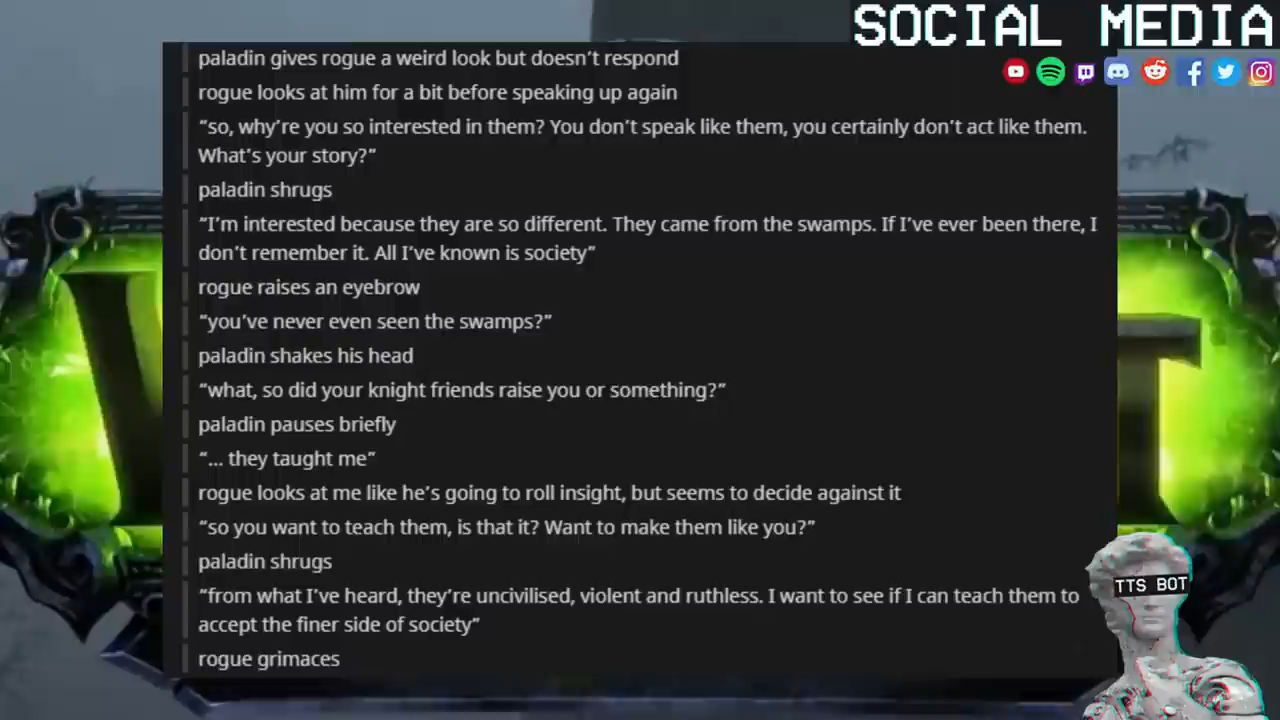 SOCIAL MEDIA
paladin gives rogue a weird look but doesn’t respond
rogue looks at him for a bit before speaking up again
“so, why’re you so interested in them? You don’t speak like them, you certainly don’t act like them.
What’s your story?”
paladin shrugs
“I’m interested because they are so different. They came from the swamps. If I’ve ever been there, I
don’t remember it. All I’ve known is society”
rogue raises an eyebrow
“you’ve never even seen the swamps?”
paladin shakes his head
“what, so did your knight friends raise you or something?”
paladin pauses briefly
“... they taught me”
rogue looks at me like he’s going to roll insight, but seems to decide against it
“so you want to teach them, is that it? Want to make them like you?”
paladin shrugs
“from what I’ve heard, they’re uncivilised, violent and ruthless. I want to see if I can teach them to
accept the finer side of society”
rogue grimaces
TTS BOT